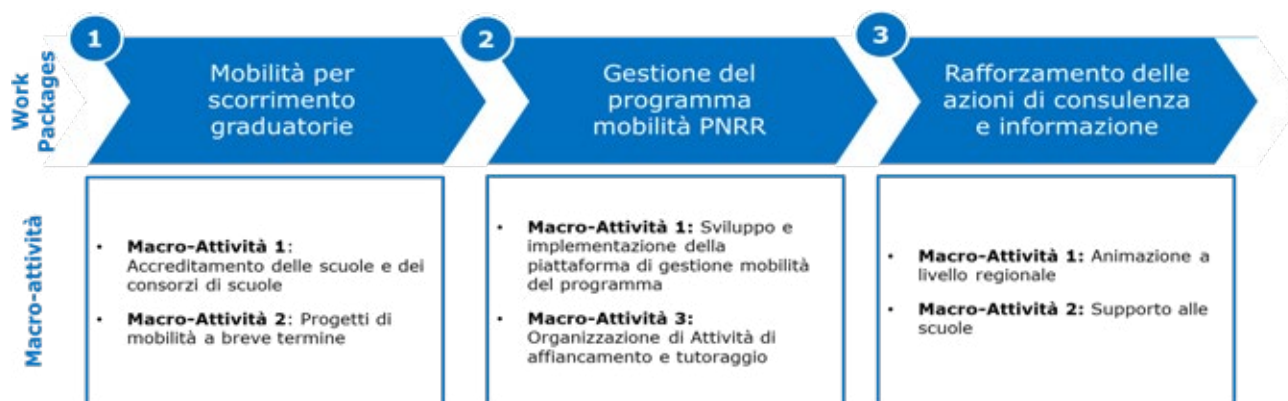 Work
Packages
1
Mobilità per
scorrimento
graduatorie
2
Gestione del
programma
mobilità PNRR
3
Rafforzamento delle
azioni di consulenza
e informazione
Macro-attività
• Macro-Attività 1:
Accreditamento delle scuole e dei
consorzi di scuole
• Macro-Attività 2: Progetti di
mobilità a breve termine
• Macro-Attività 1: Sviluppo e
implementazione della
piattaforma di gestione mobilità
del programma
• Macro-Attività 3:
Organizzazione di Attività di
affiancamento e tutoraggio
• Macro-Attività 1: Animazione a
livello regionale
• Macro-Attività 2: Supporto alle
scuole